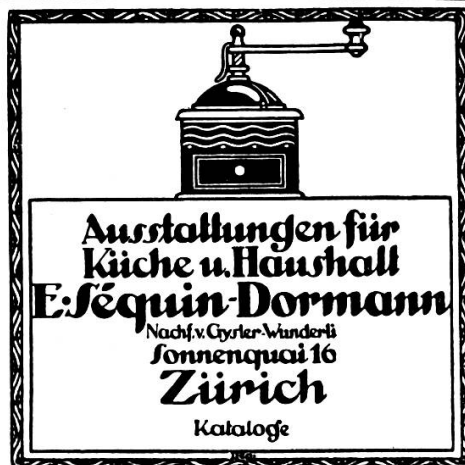 Ausstattungen für
Küche u. Haushalt
E. Séquin-Dormann
Nachf. v. Gysler-Wunderli
Sonnenquai 16
Zürich
Kataloge